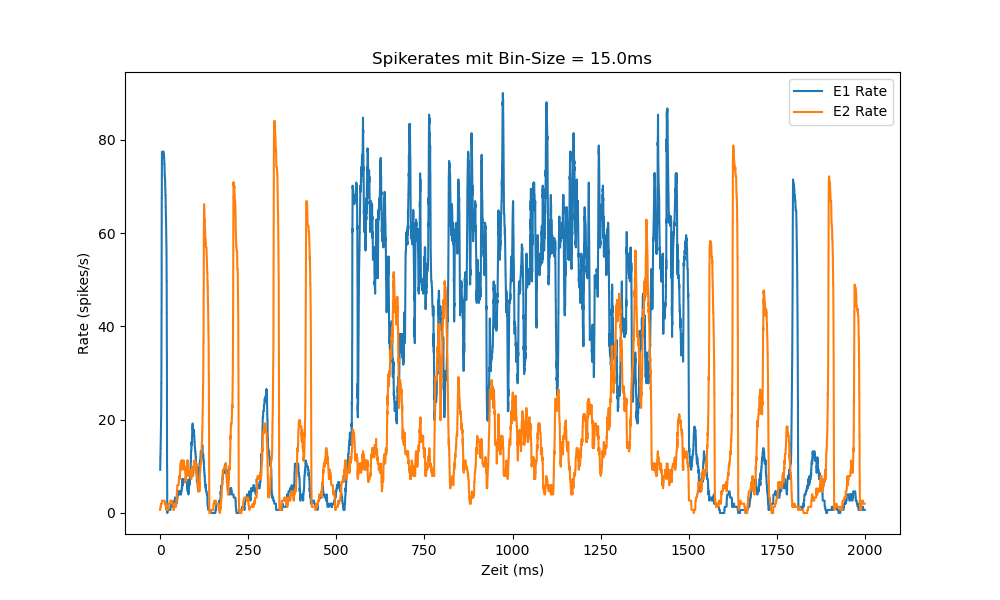 Spikerates mit Bin-Size = 15.0ms
E1 Rate
E2 Rate
Rate (spikes/s)
80
60
40
20
0
0 250 500 750 1000 1250 1500 1750 2000
Zeit (ms)